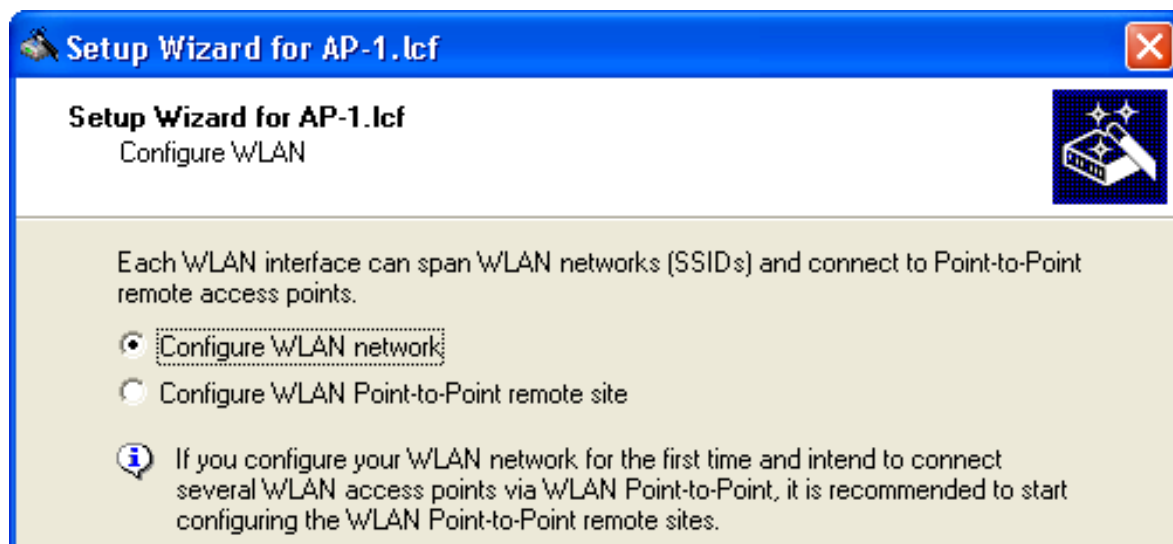 Setup Wizard for AP-1.lcf
Setup Wizard for AP-1.lcf
Configure WLAN
Each WLAN interface can span WLAN networks (SSIDs) and connect to Point-to-Point
remote access points.
Configure WLAN network
Configure WLAN Point-to-Point remote site
If you configure your WLAN network for the first time and intend to connect
several WLAN access points via WLAN Point-to-Point, it is recommended to start
configuring the WLAN Point-to-Point remote sites.